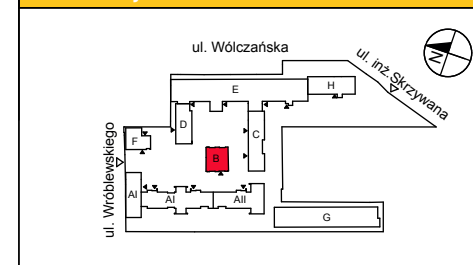 ul. Wólczańska
ul. inż.Skrzywana
N
E
H
D
C
F
B
ul. Wróblewskiego
AI
AI
AII
G